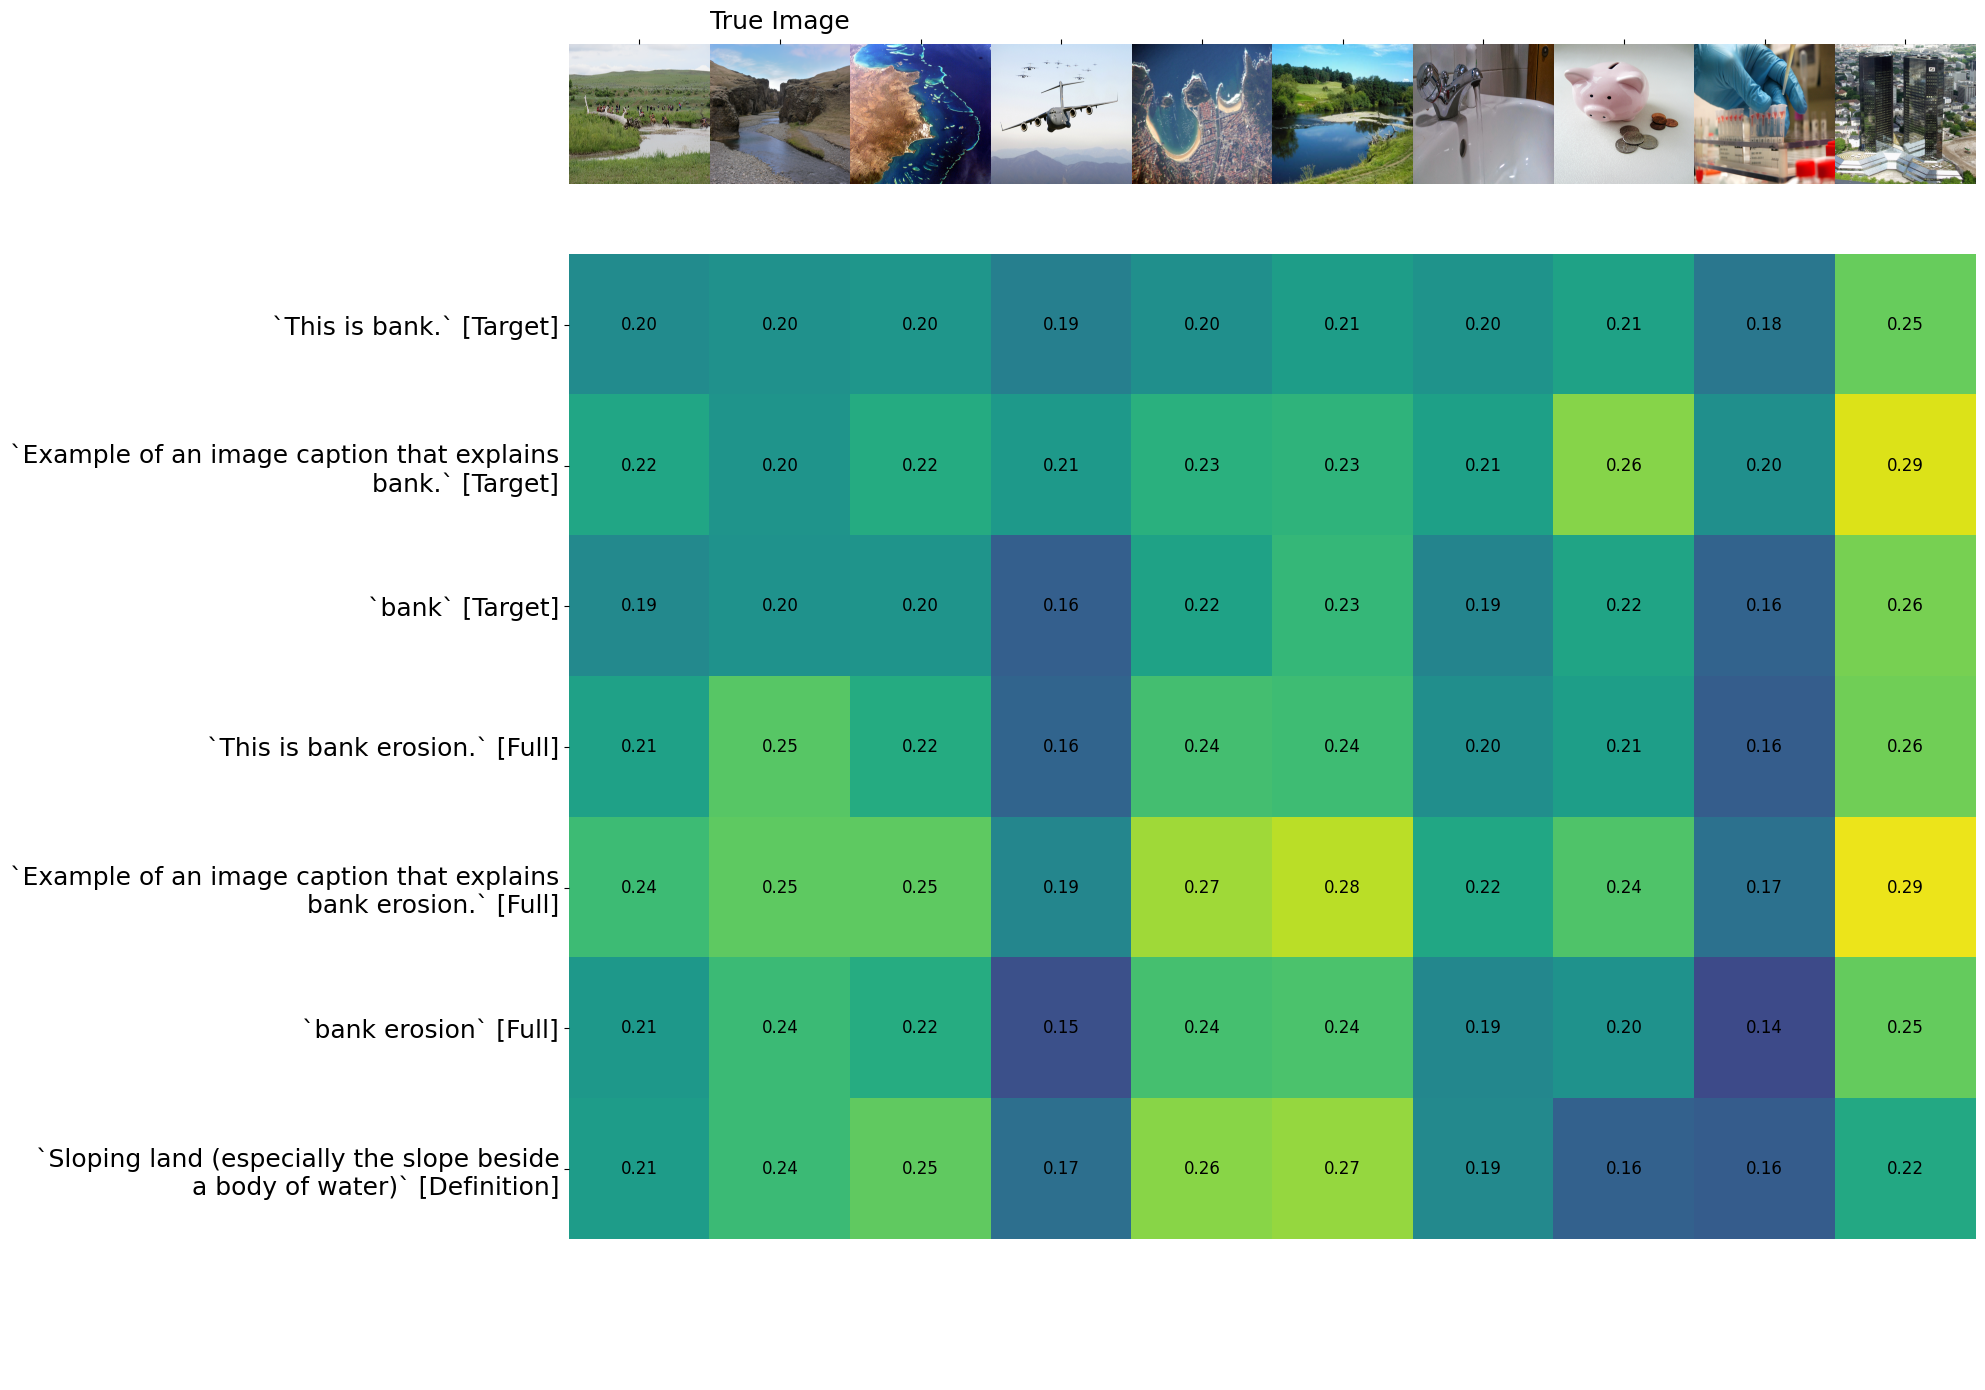 True Image
`This is bank.` [Target]
0.20 0.20 0.20 0.19 0.20 0.21 0.20 0.21 0.18 0.25
`Example of an image caption that explains
bank.` [Target]
0.22 0.20 0.22 0.21 0.23 0.23 0.21 0.26 0.20 0.29
`bank` [Target]
0.19 0.20 0.20 0.16 0.22 0.23 0.19 0.22 0.16 0.26
`This is bank erosion.` [Full]
0.21 0.25 0.22 0.16 0.24 0.24 0.20 0.21 0.16 0.26
`Example of an image caption that explains
bank erosion.` [Full]
0.24 0.25 0.25 0.19 0.27 0.28 0.22 0.24 0.17 0.29
`bank erosion` [Full]
0.21 0.24 0.22 0.15 0.24 0.24 0.19 0.20 0.14 0.25
`Sloping land (especially the slope beside
a body of water)` [Definition]
0.21 0.24 0.25 0.17 0.26 0.27 0.19 0.16 0.16 0.22